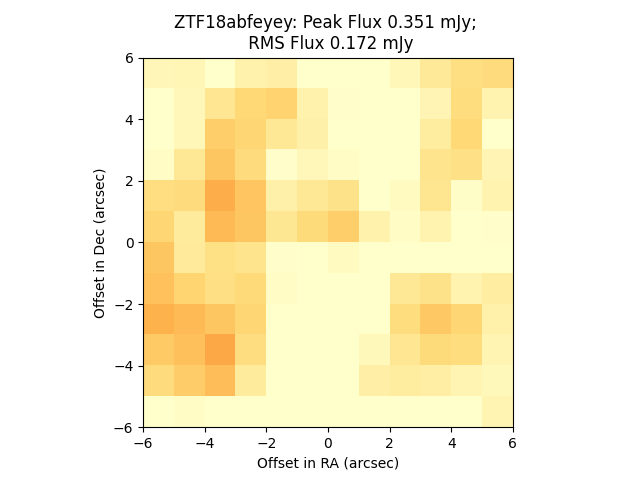 ZTF18abfeyey: Peak Flux 0.351 mJy;
RMS Flux 0.172 mJy
6
4
2
0
−2
−4
−6
Offset in Dec (arcsec)
−6 −4 −2 0 2 4 6
Offset in RA (arcsec)